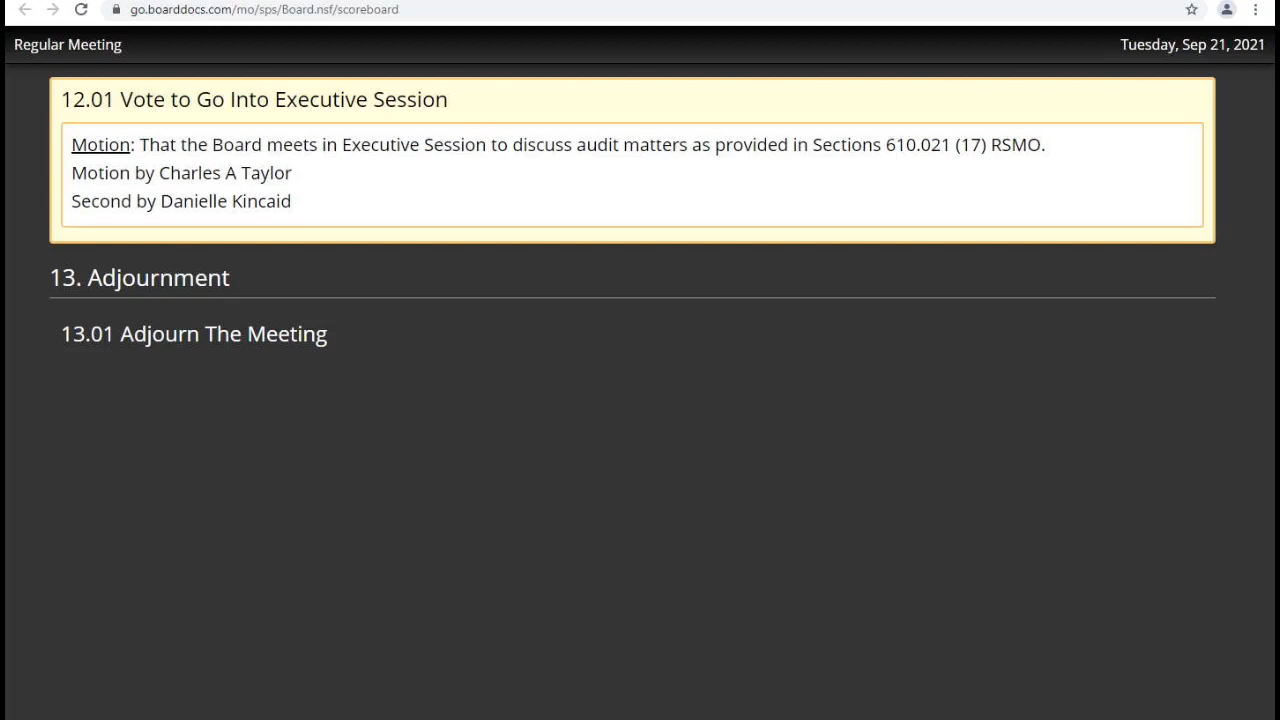 go.boarddocs.com/mo/sps/Board.nsf/scoreboard
Regular Meeting
Tuesday, Sep 21, 2021
12.01 Vote to Go Into Executive Session
Motion: That the Board meets in Executive Session to discuss audit matters as provided in Sections 610.021 (17) RSMO.
Motion by Charles A Taylor
Second by Danielle Kincaid
13. Adjournment
13.01 Adjourn The Meeting